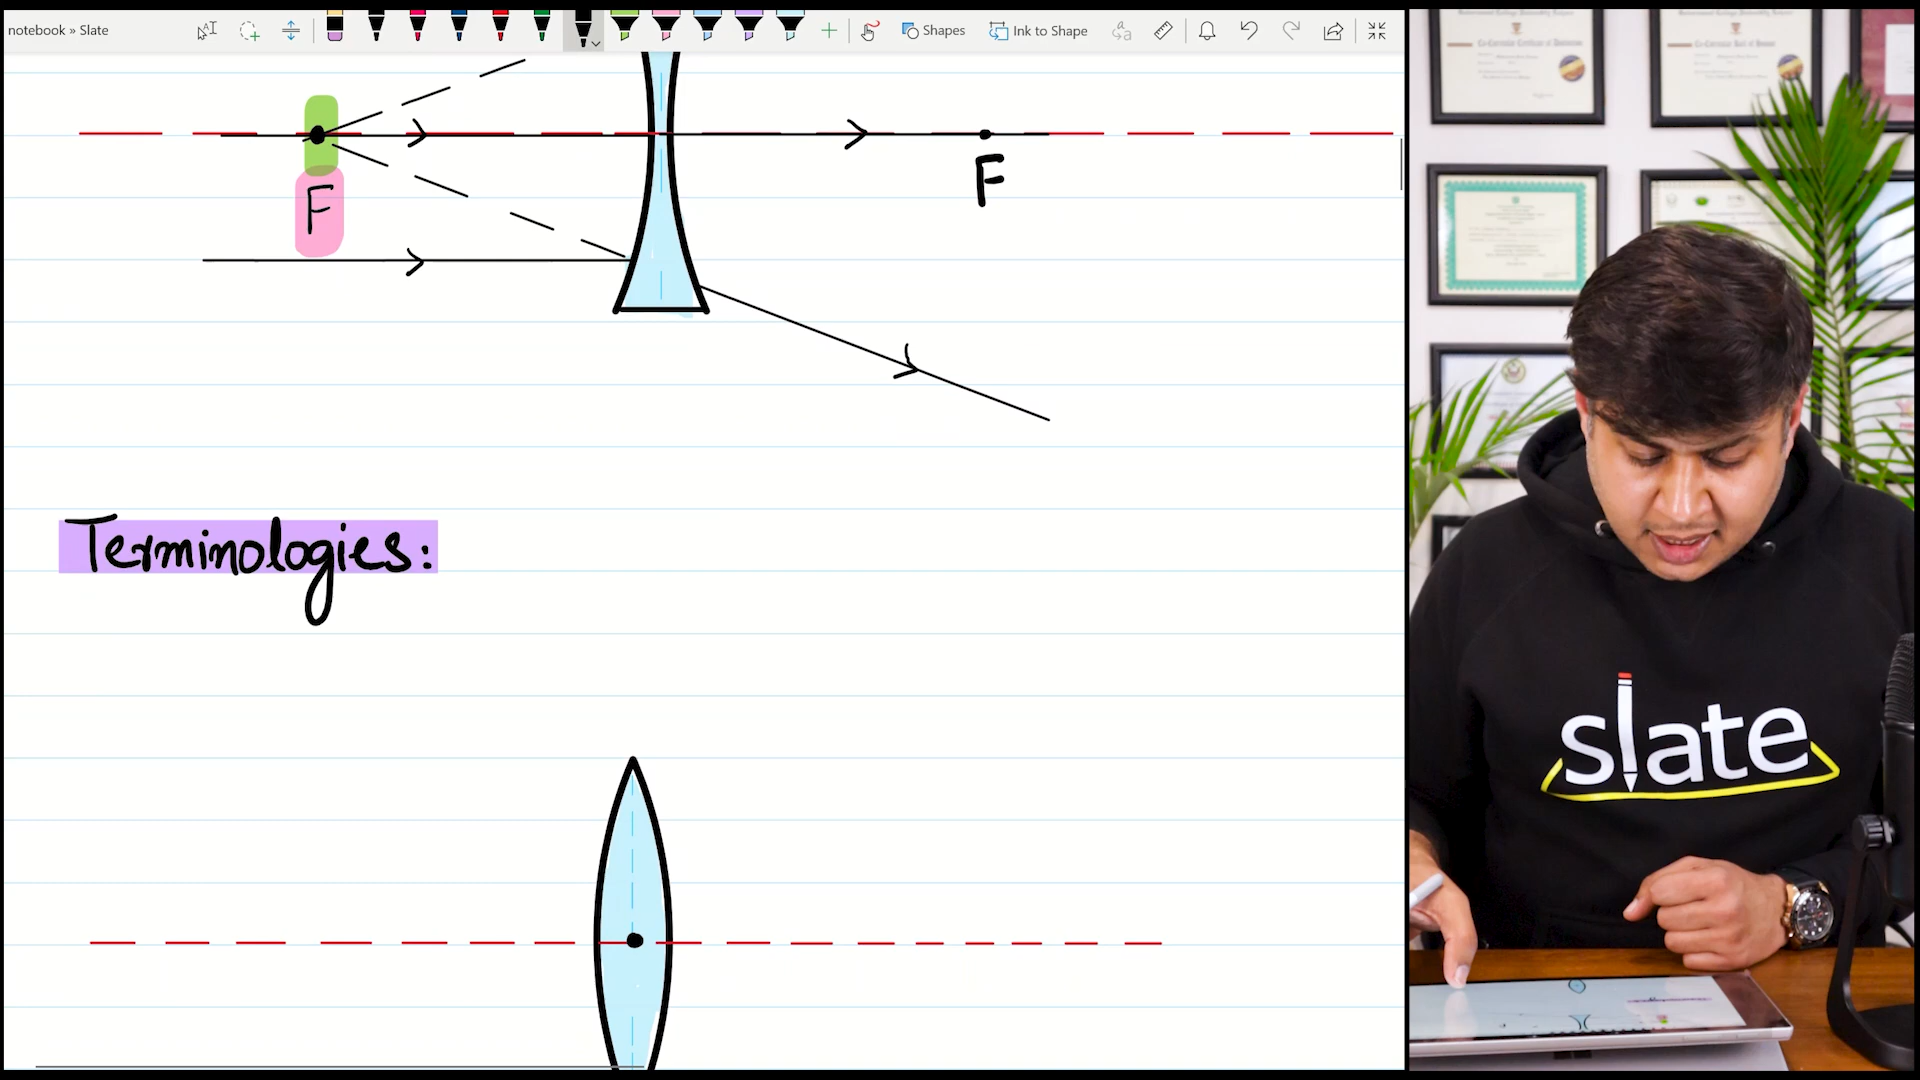 notebook » Slate
Shapes
Ink to Shape
F
F
Terminologies:
slate